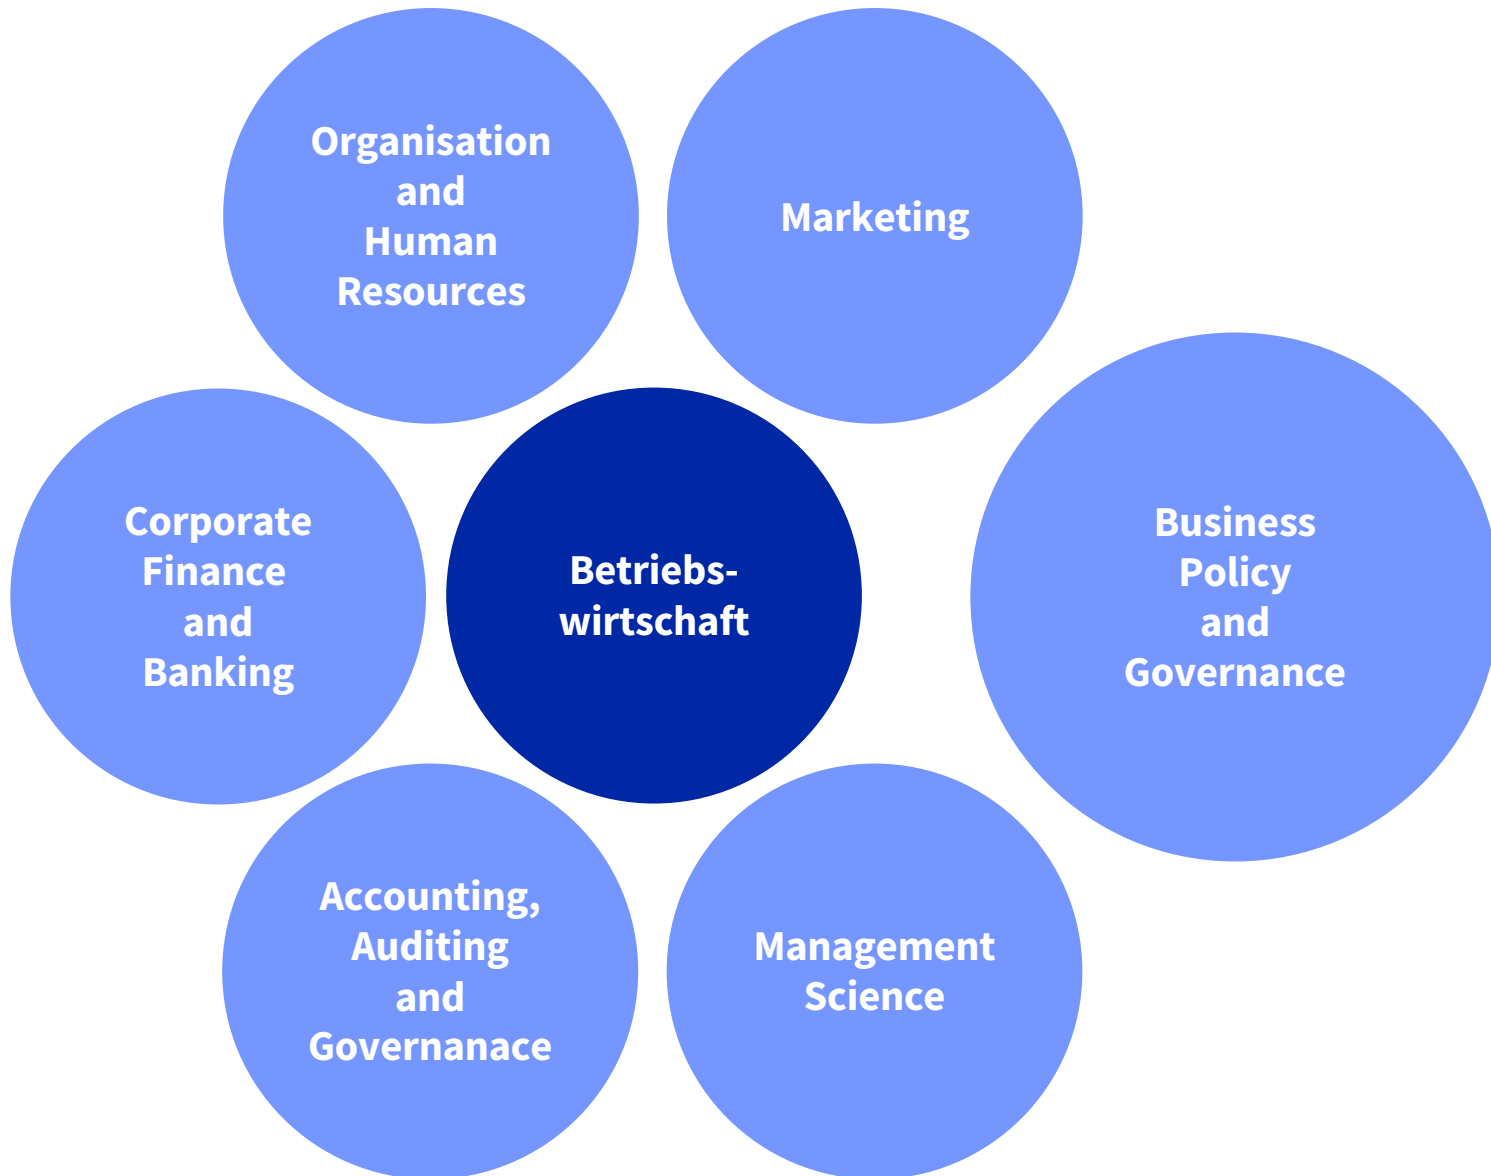 Organisation
and
Human
Resources
Marketing
Corporate
Finance
and
Banking
Betriebs-
wirtschaft
Business
Policy
and
Governance
Accounting,
Auditing
and
Governanace
Management
Science